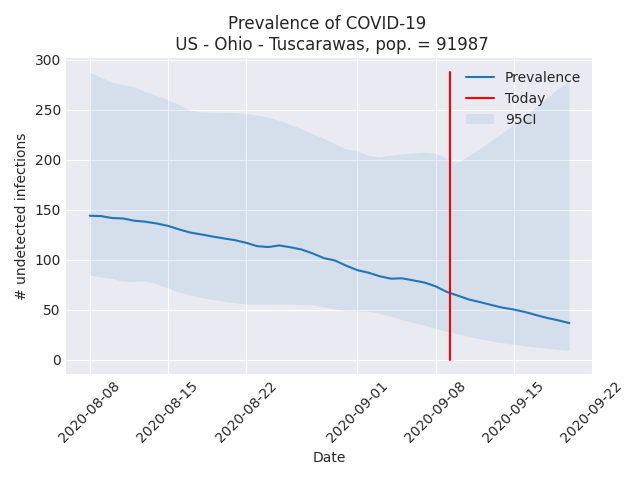 Prevalence of COVID-19
US - Ohio - Tuscarawas, pop. = 91987
300
250
200
150
100
50
0
# undetected infections
Prevalence
Today
95CI
2020-08-08
2020-08-15
2020-08-22
2020-09-01
2020-09-08
2020-09-15
2020-09-22
Date